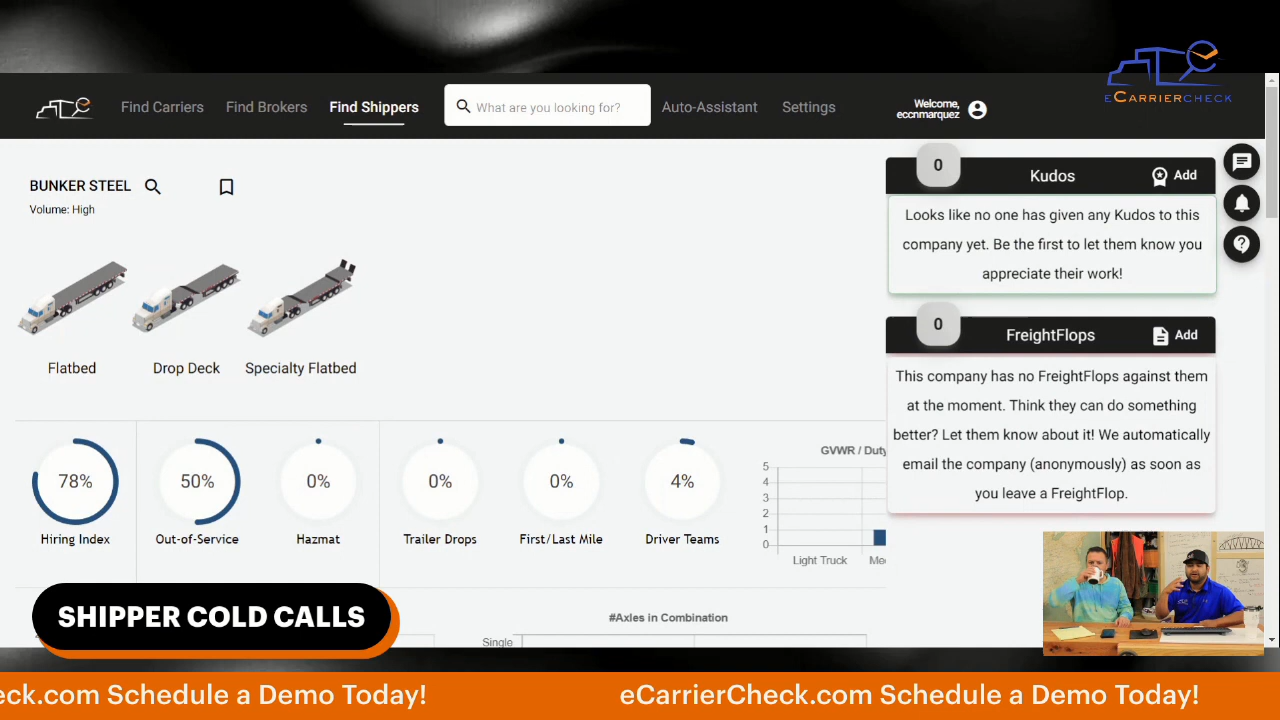 eCARRIERCHECK
Find Carriers
Find Brokers
Find Shippers
What are you looking for?
Auto-Assistant
Settings
Welcome,
eccnmarquez
BUNKER STEEL
Volume: High
Flatbed
Drop Deck
Specialty Flatbed
0
Kudos
Add
Looks like no one has given any Kudos to this
company yet. Be the first to let them know you
appreciate their work!
0
FreightFlops
Add
This company has no FreightFlops against them
at the moment. Think they can do something
better? Let them know about it! We automatically
email the company (anonymously) as soon as
you leave a FreightFlop.
78%
Hiring Index
50%
Out-of-Service
0%
Hazmat
0%
Trailer Drops
0%
First/Last Mile
4%
Driver Teams
GVWR / Duty
5
4
3
2
1
0
Light Truck
Me
#Axles in Combination
Single
SHIPPER COLD CALLS
eck.com Schedule a Demo Today!
eCarrierCheck.com Schedule a Demo Today!